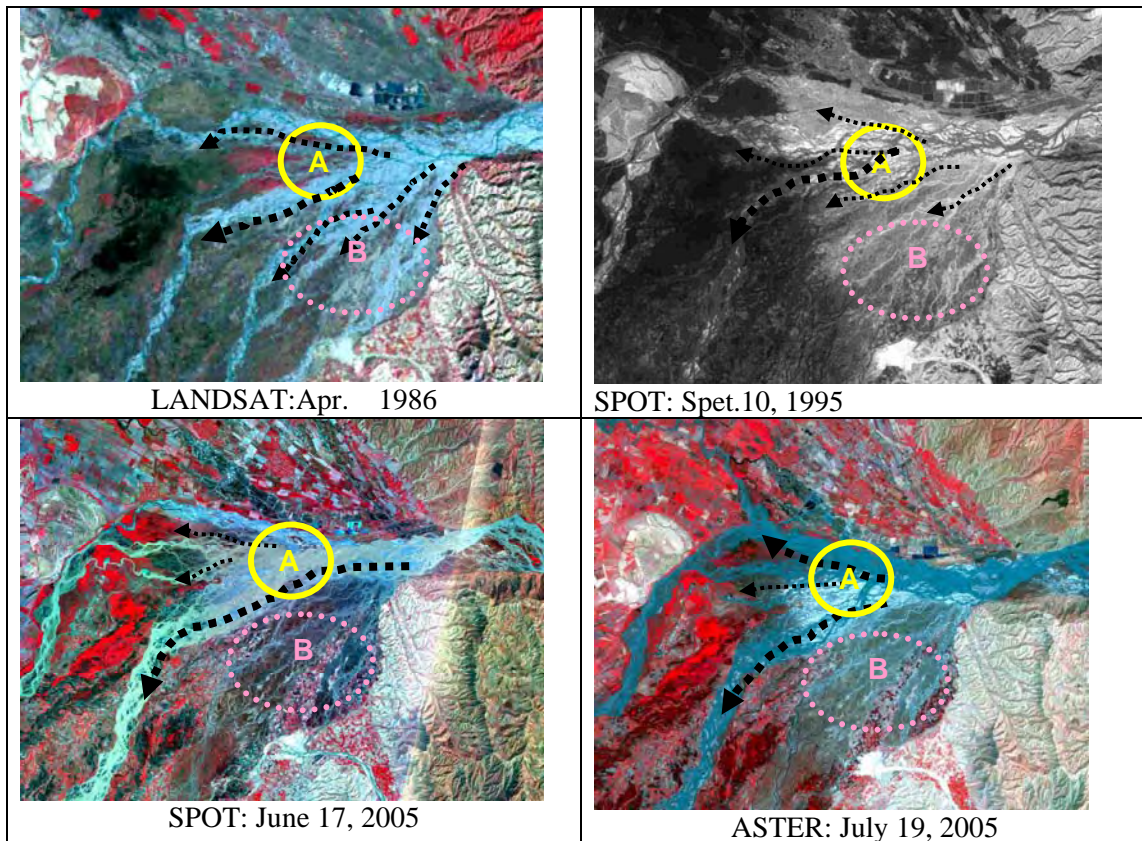 A
B
LANDSAT:Apr. 1986
A
B
SPOT: Spet.10, 1995
A
B
SPOT: June 17, 2005
A
B
ASTER: July 19, 2005